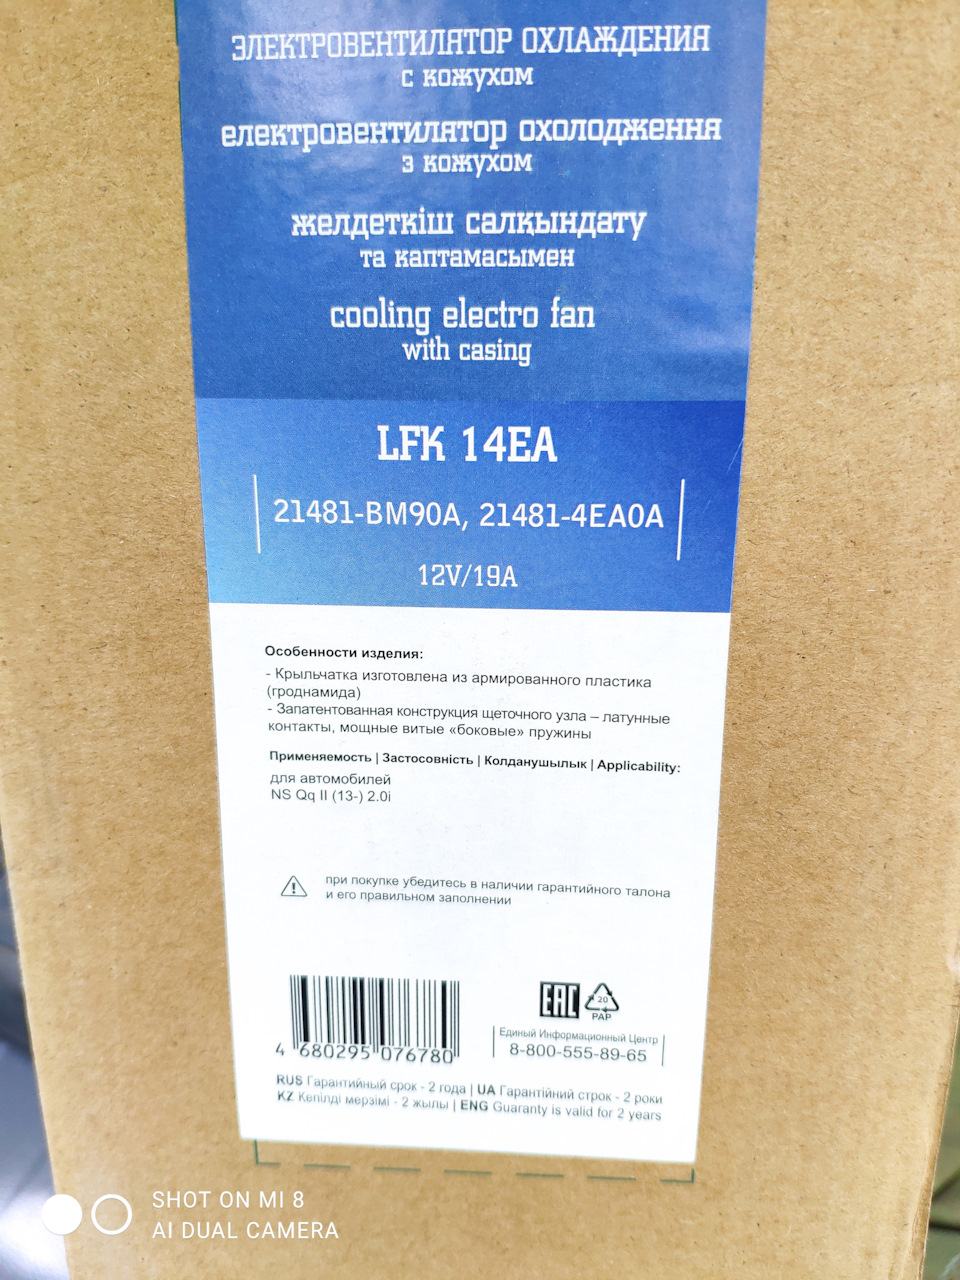 ЭЛЕКТРОВЕНТИЛЯТОР ОХЛАЖДЕНИЯ
с кожухом
електровентилятор охолодження
з кожухом
желдеткіш салқындату
та каптамасымен
cooling electro fan
with casing
LFK 14EA
21481-BM90A, 21481-4EA0A
12V/19A
Особенности изделия:
- Крыльчатка изготовлена из армированного пластика
(гроднамида)
- Запатентованная конструкция щеточного узла – латунные
контакты, мощные витые «боковые» пружины
Применяемость | Застосовність | Колданушылык | Applicability:
для автомобилей
NS Qq II (13-) 2.0i
при покупке убедитесь в наличии гарантийного талона
и его правильном заполнении
EAC
20
PAP
4 680295 076780
Единый Информационный Центр
8-800-555-89-65
RUS Гарантийный срок - 2 года | UA Гарантійний строк - 2 роки
KZ Кепілді мерзімі - 2 жылы | ENG Guaranty is valid for 2 years
SHOT ON MI 8
AI DUAL CAMERA